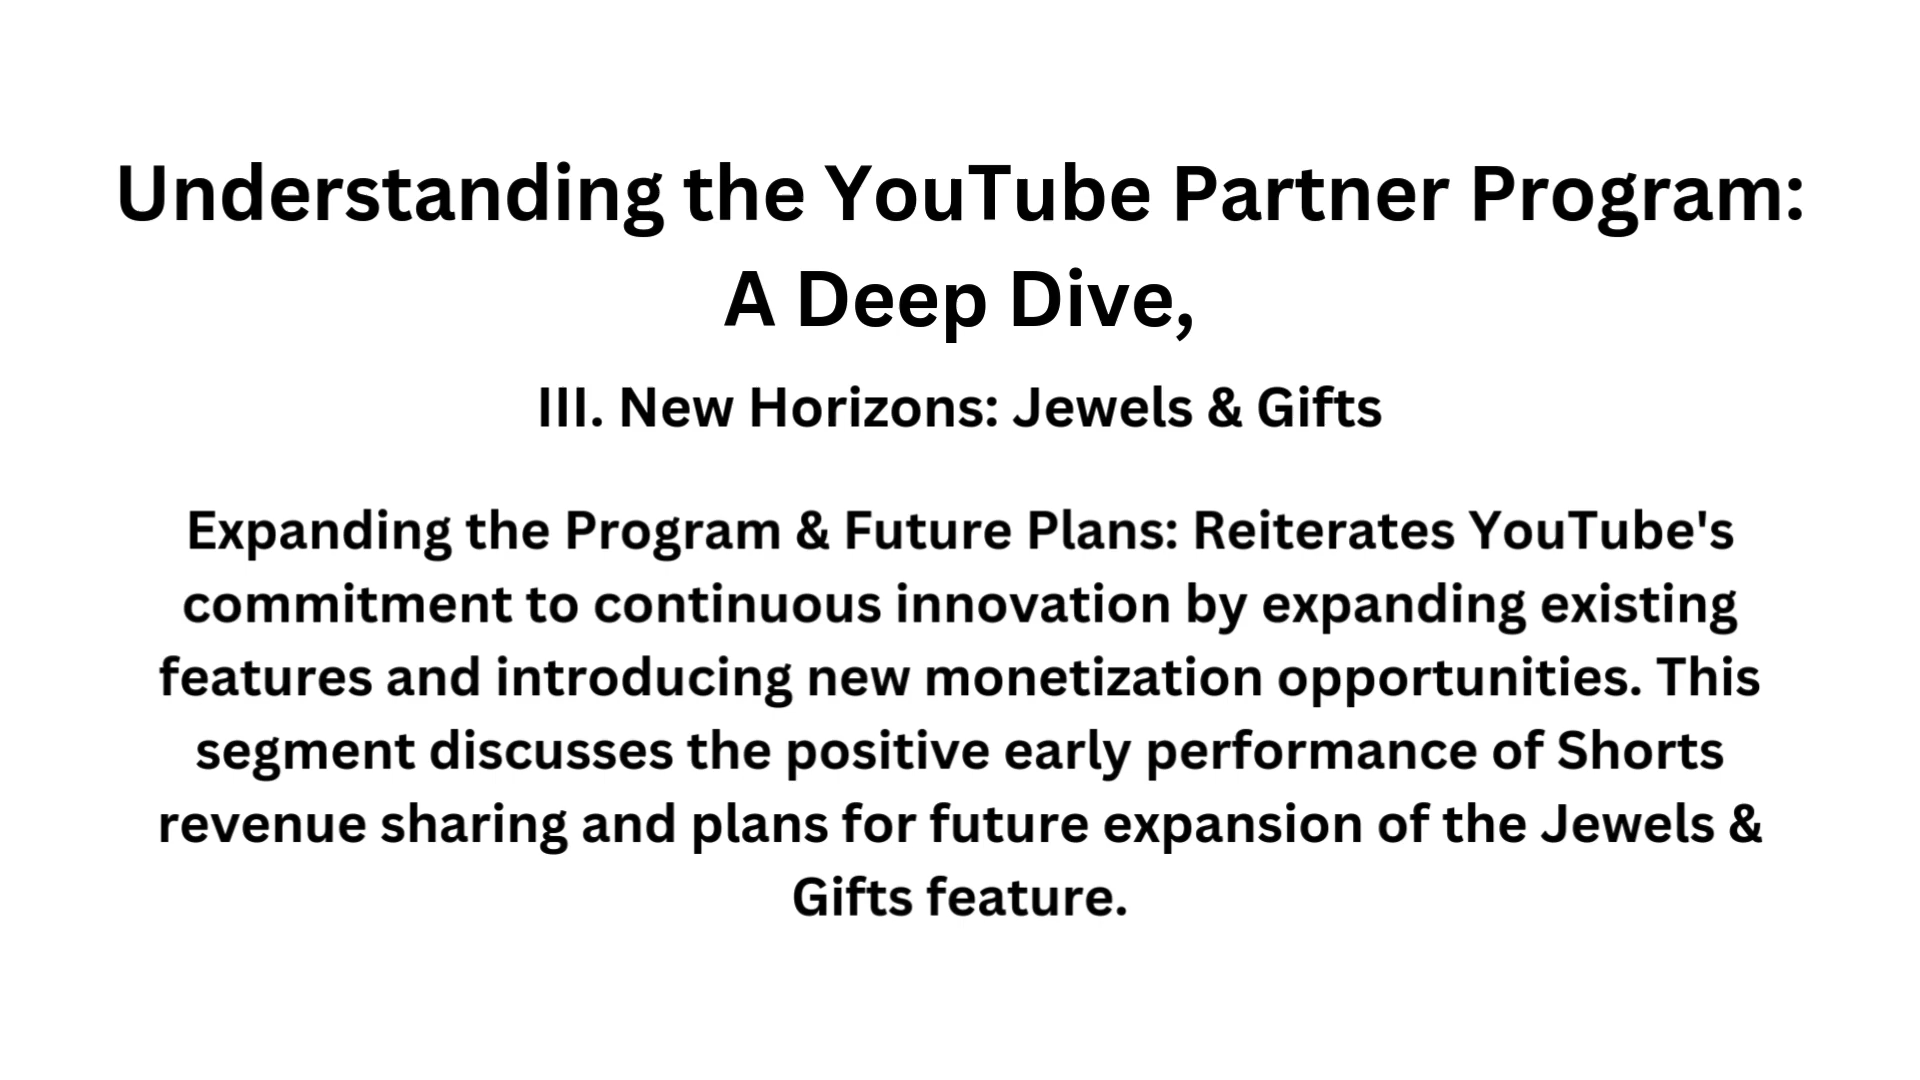 Understanding the YouTube Partner Program:
A Deep Dive,
III. New Horizons: Jewels & Gifts
Expanding the Program & Future Plans: Reiterates YouTube's
commitment to continuous innovation by expanding existing
features and introducing new monetization opportunities. This
segment discusses the positive early performance of Shorts
revenue sharing and plans for future expansion of the Jewels &
Gifts feature.